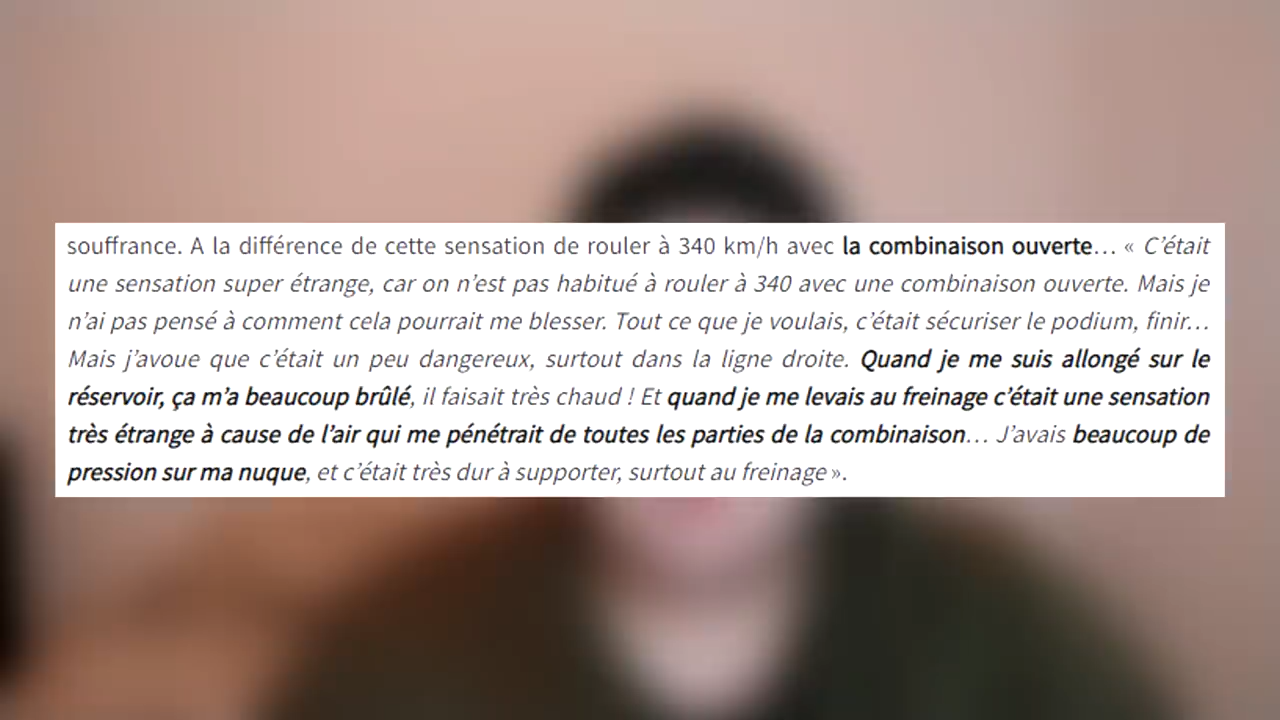 souffrance. A la différence de cette sensation de rouler à 340 km/h avec la combinaison ouverte… « C’était
une sensation super étrange, car on n’est pas habitué à rouler à 340 avec une combinaison ouverte. Mais je
n’ai pas pensé à comment cela pourrait me blesser. Tout ce que je voulais, c’était sécuriser le podium, finir…
Mais j’avoue que c’était un peu dangereux, surtout dans la ligne droite. Quand je me suis allongé sur le
réservoir, ça m’a beaucoup brûlé, il faisait très chaud ! Et quand je me levais au freinage c’était une sensation
très étrange à cause de l’air qui me pénétrait de toutes les parties de la combinaison… J’avais beaucoup de
pression sur ma nuque, et c’était très dur à supporter, surtout au freinage ».